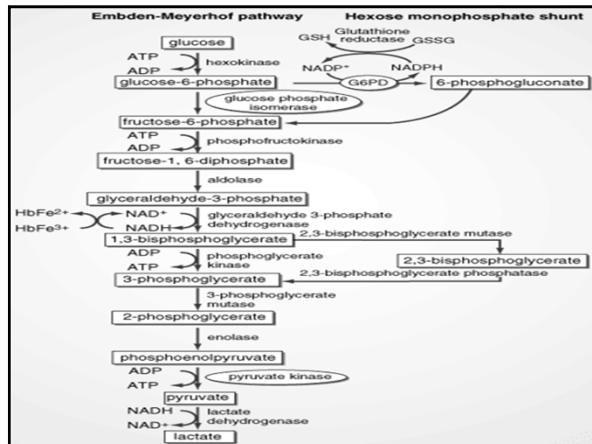 Embden-Meyerhof pathway
Hexose monophosphate shunt
glucose
ATP
ADP
hexokinase
glucose-6-phosphate
GSH
Glutathione
reductase
GSSG
NADP+
NADPH
G6PD
6-phosphogluconate
glucose phosphate
isomerase
fructose-6-phosphate
ATP
ADP
phosphofructokinase
fructose-1, 6-diphosphate
aldolase
glyceraldehyde-3-phosphate
HbFe2+
HbFe3+
NAD+
NADH
glyceraldehyde 3-phosphate
dehydrogenase
1,3-bisphosphoglycerate
2,3-bisphosphoglycerate mutase
2,3-bisphosphoglycerate
2,3-bisphosphoglycerate phosphatase
ADP
ATP
phosphoglycerate
kinase
3-phosphoglycerate
3-phosphoglycerate
mutase
2-phosphoglycerate
enolase
phosphoenolpyruvate
ADP
ATP
pyruvate kinase
pyruvate
NADH
NAD+
lactate
dehydrogenase
lactate